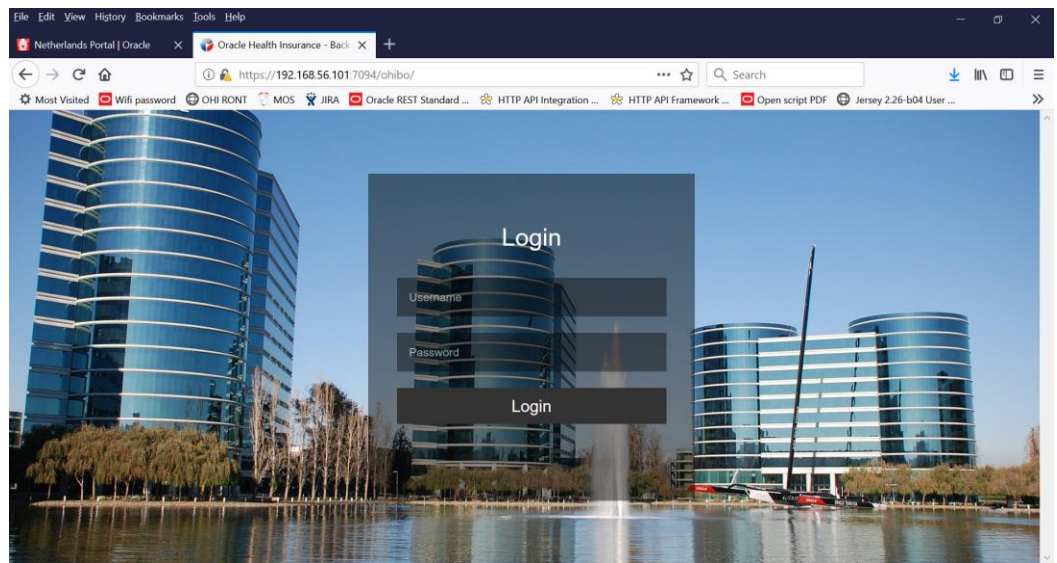 File Edit View History Bookmarks Tools Help
Netherlands Portal | Oracle
Oracle Health Insurance - Back
https://192.168.56.101:7094/ohibo/
Search
Most Visited Wifi password OHI RONT MOS JIRA Oracle REST Standard ... HTTP API Integration ... HTTP API Framework ... Open script PDF Jersey 2.26-b04 User ...
Login
Username
Password
Login